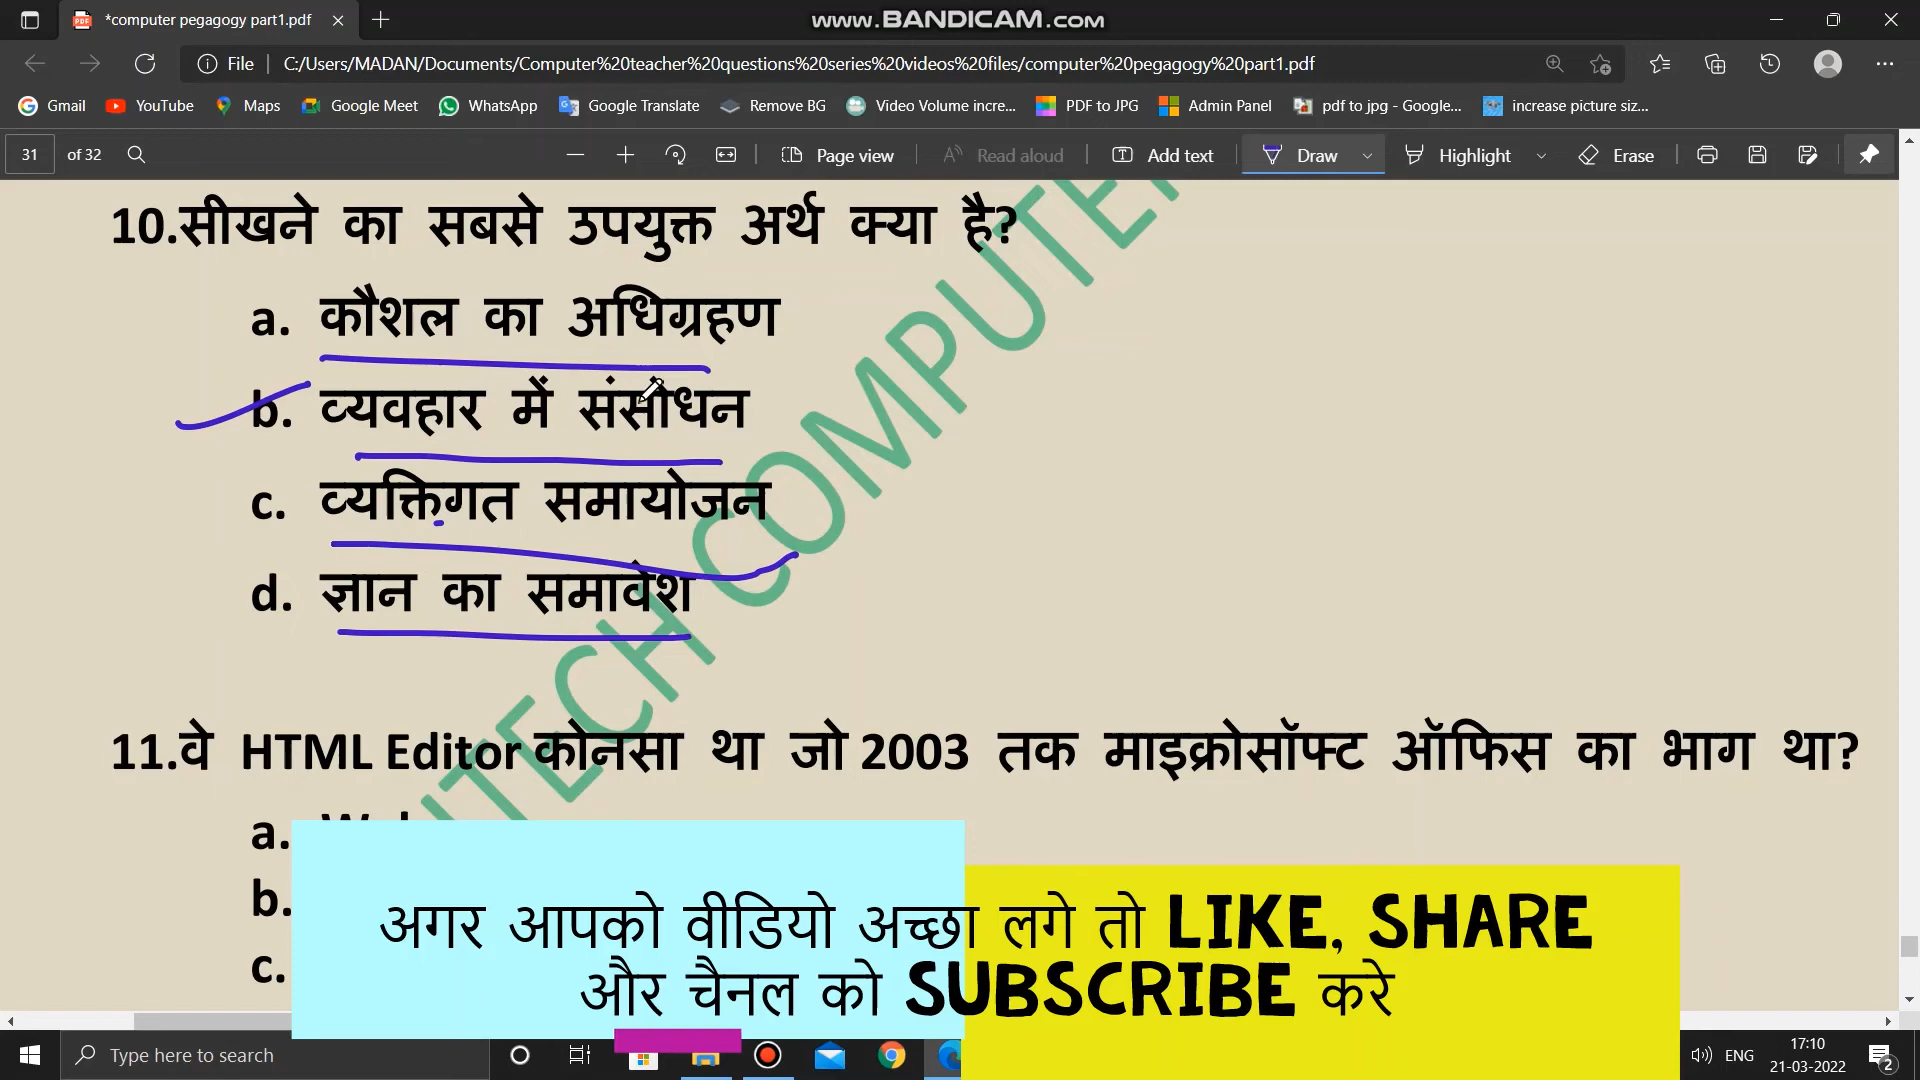 *computer pegagogy part1.pdf
www.BANDICAM.com
File
C:/Users/MADAN/Documents/Computer%20teacher%20questions%20series%20videos%20files/computer%20pegagogy%20part1.pdf
Gmail YouTube Maps Google Meet WhatsApp Google Translate Remove BG Video Volume incre... PDF to JPG Admin Panel pdf to jpg - Google... increase picture siz...
31 of 32 Page view Read aloud Add text Draw Highlight Erase
10.सीखने का सबसे उपयुक्त अर्थ क्या है?
a. कौशल का अधिग्रहण
b. व्यवहार में संसोधन
c. व्यक्तिगत समायोजन
d. ज्ञान का समावेश
11.वे HTML Editor कोनसा था जो 2003 तक माइक्रोसॉफ्ट ऑफिस का भाग था?
a.
b.
c.
ITECH COMPUTER
अगर आपको वीडियो अच्छा लगे तो LIKE, SHARE
और चैनल को SUBSCRIBE करे
Type here to search
ENG
17:10
21-03-2022
2